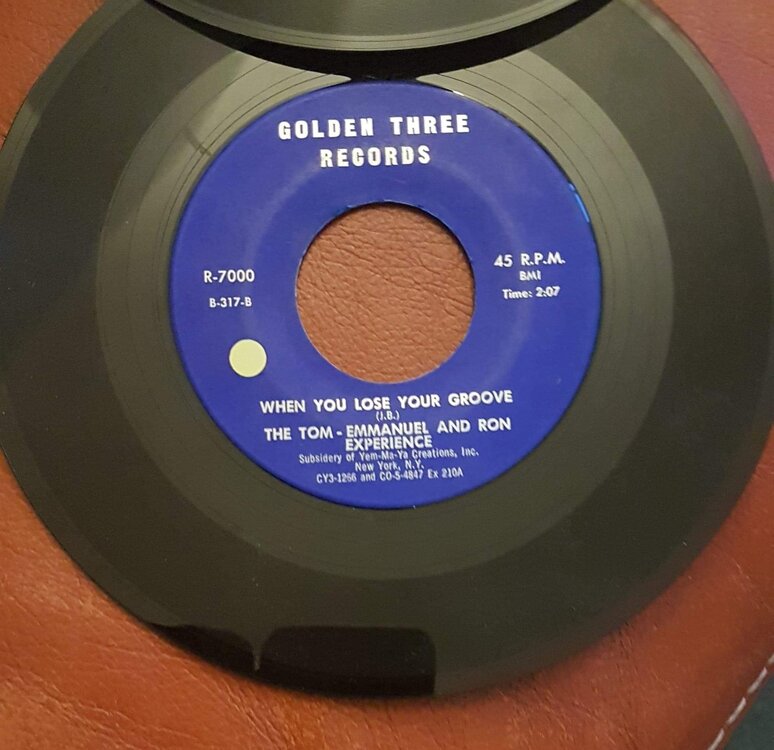 GOLDEN THREE
RECORDS
R-7000
B-317-B
45 R.P.M.
BMI
Time: 2:07
WHEN YOU LOSE YOUR GROOVE
(J.B.)
THE TOM - EMMANUEL AND RON
EXPERIENCE
Subsidery of Yem-Ma-Ya Creations, Inc.
New York, N.Y.
CY3-1266 and CO-5-4847 Ex 210A